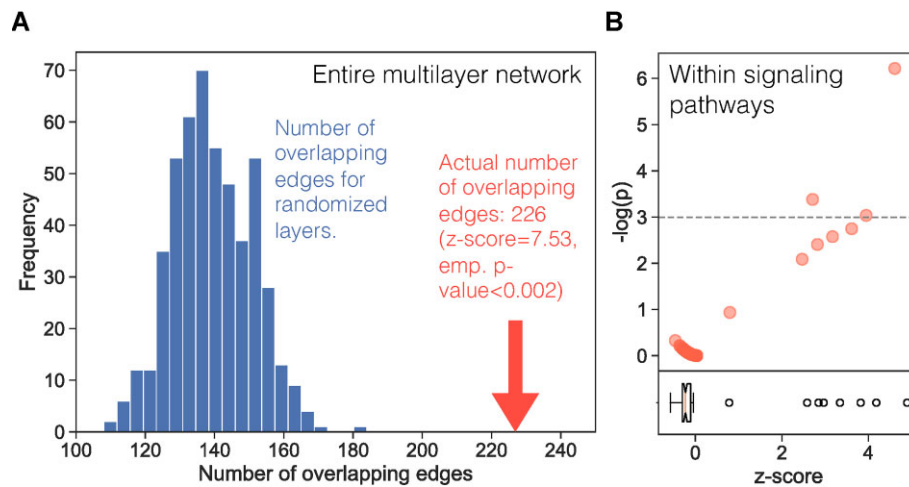 A
B
Entire multilayer network
Number of
overlapping
edges for
randomized
layers.
Actual number
of overlapping
edges: 226
(z-score=7.53,
emp. p-
value<0.002)
Frequency
70
60
50
40
30
20
10
0
100
120
140
160
180
200
220
240
Number of overlapping edges
Within signaling
pathways
-log(p)
6
5
4
3
2
1
0
0
2
4
z-score